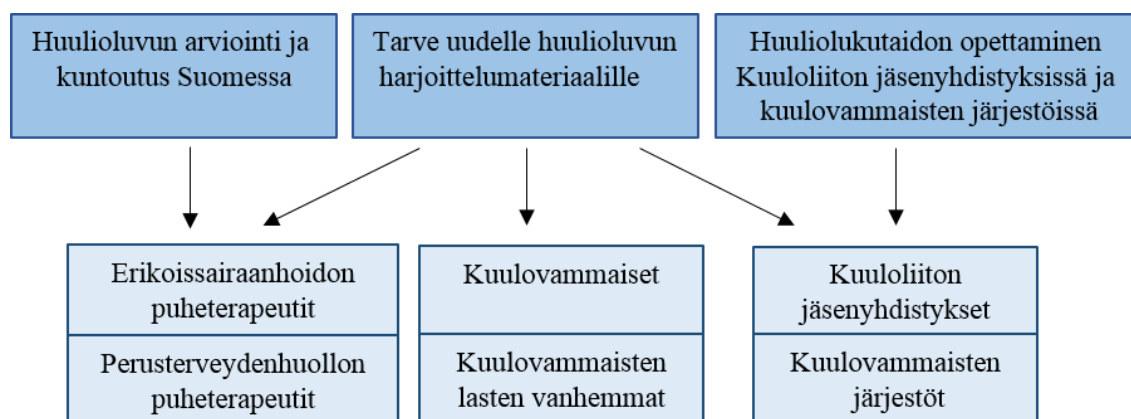 Huulioluvun arviointi ja
kuntoutus Suomessa
Tarve uudelle huulioluvun
harjoittelumateriaalille
Huuliolukutaidon opettaminen
Kuuloliiton jäsenyhdistyksissä ja
kuulovammaisten järjestöissä
Erikoissairaanhoidon
puheterapeutit
Perusterveydenhuollon
puheterapeutit
Kuulovammaiset
Kuulovammaisten
lasten vanhemmat
Kuuloliiton
jäsenyhdistykset
Kuulovammaisten
järjestöt